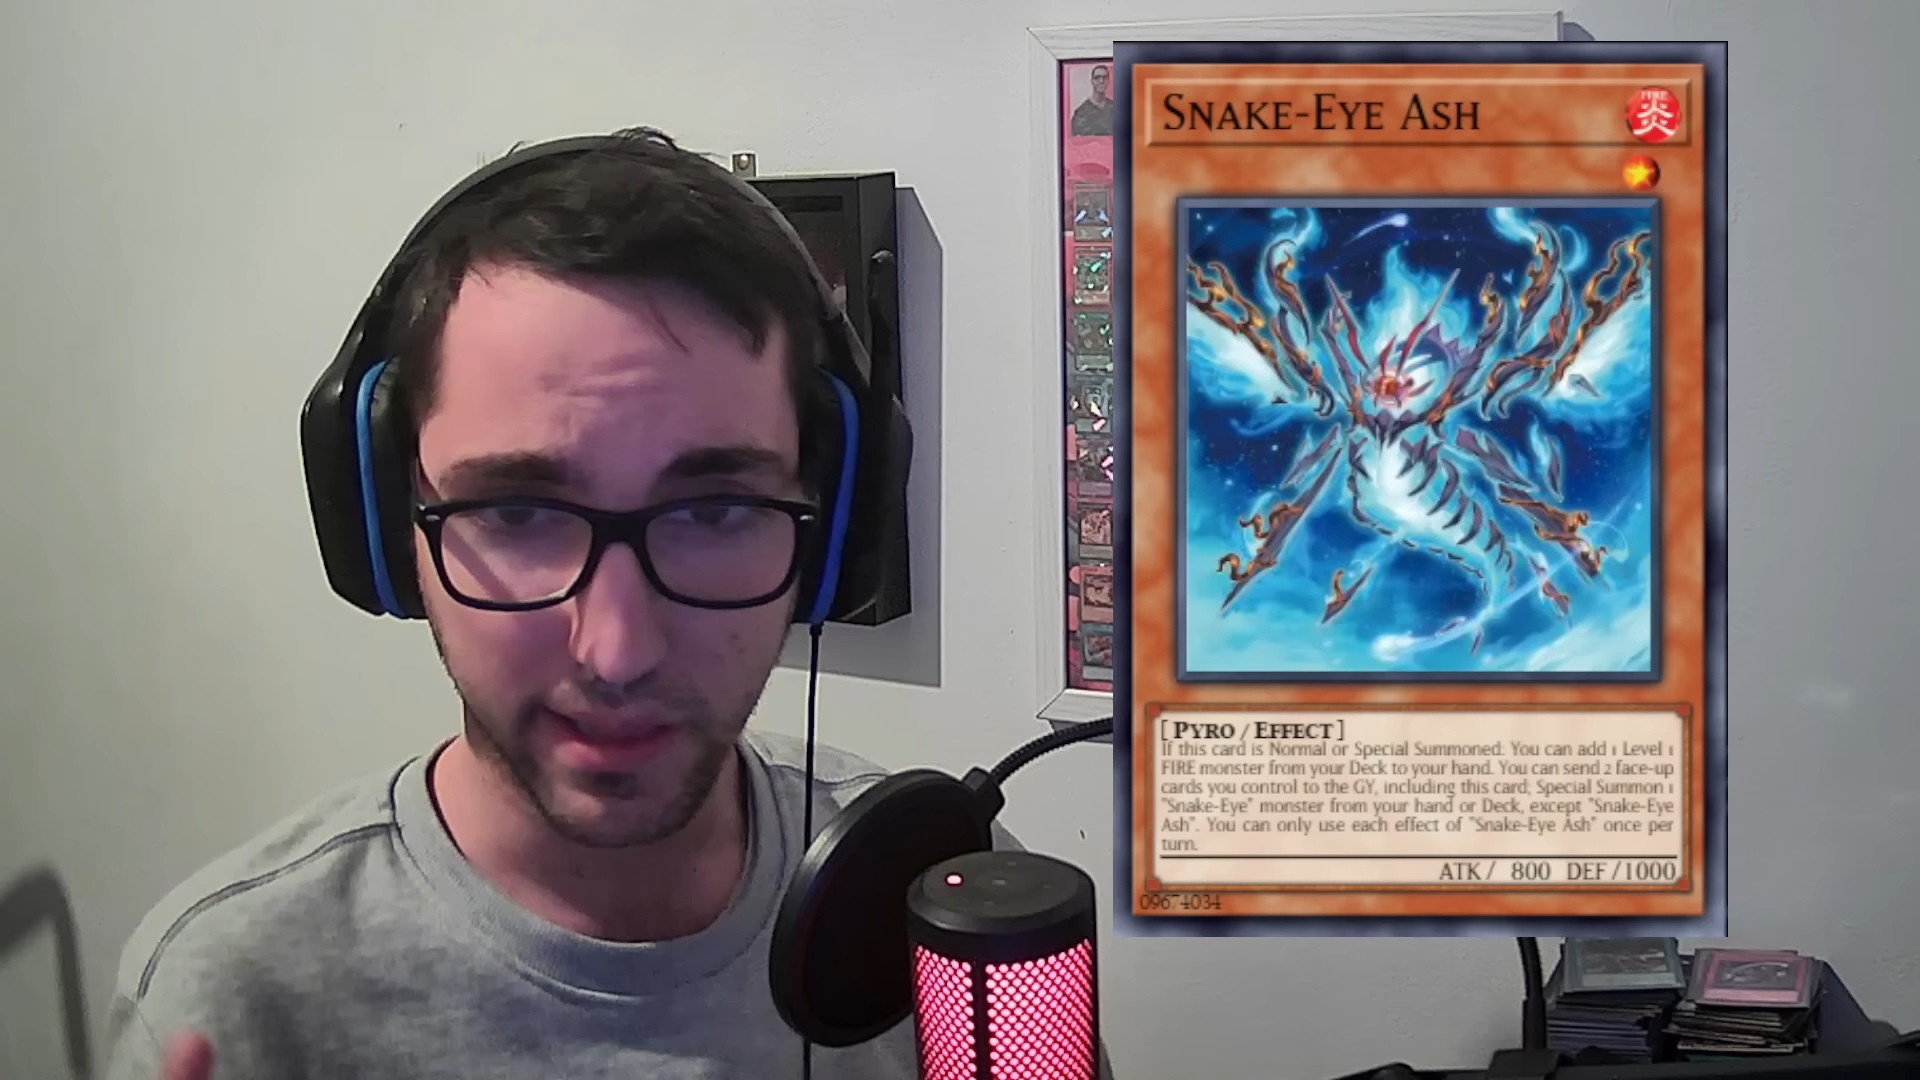 SNAKE-EYE ASH
FIRE
炎
[ PYRO / EFFECT ]
If this card is Normal or Special Summoned: You can add 1 Level 1
FIRE monster from your Deck to your hand. You can send 2 face-up
cards you control to the GY, including this card; Special Summon 1
"Snake-Eye" monster from your hand or Deck, except "Snake-Eye
Ash". You can only use each effect of "Snake-Eye Ash" once per
turn.
ATK / 800 DEF /1000
09674034